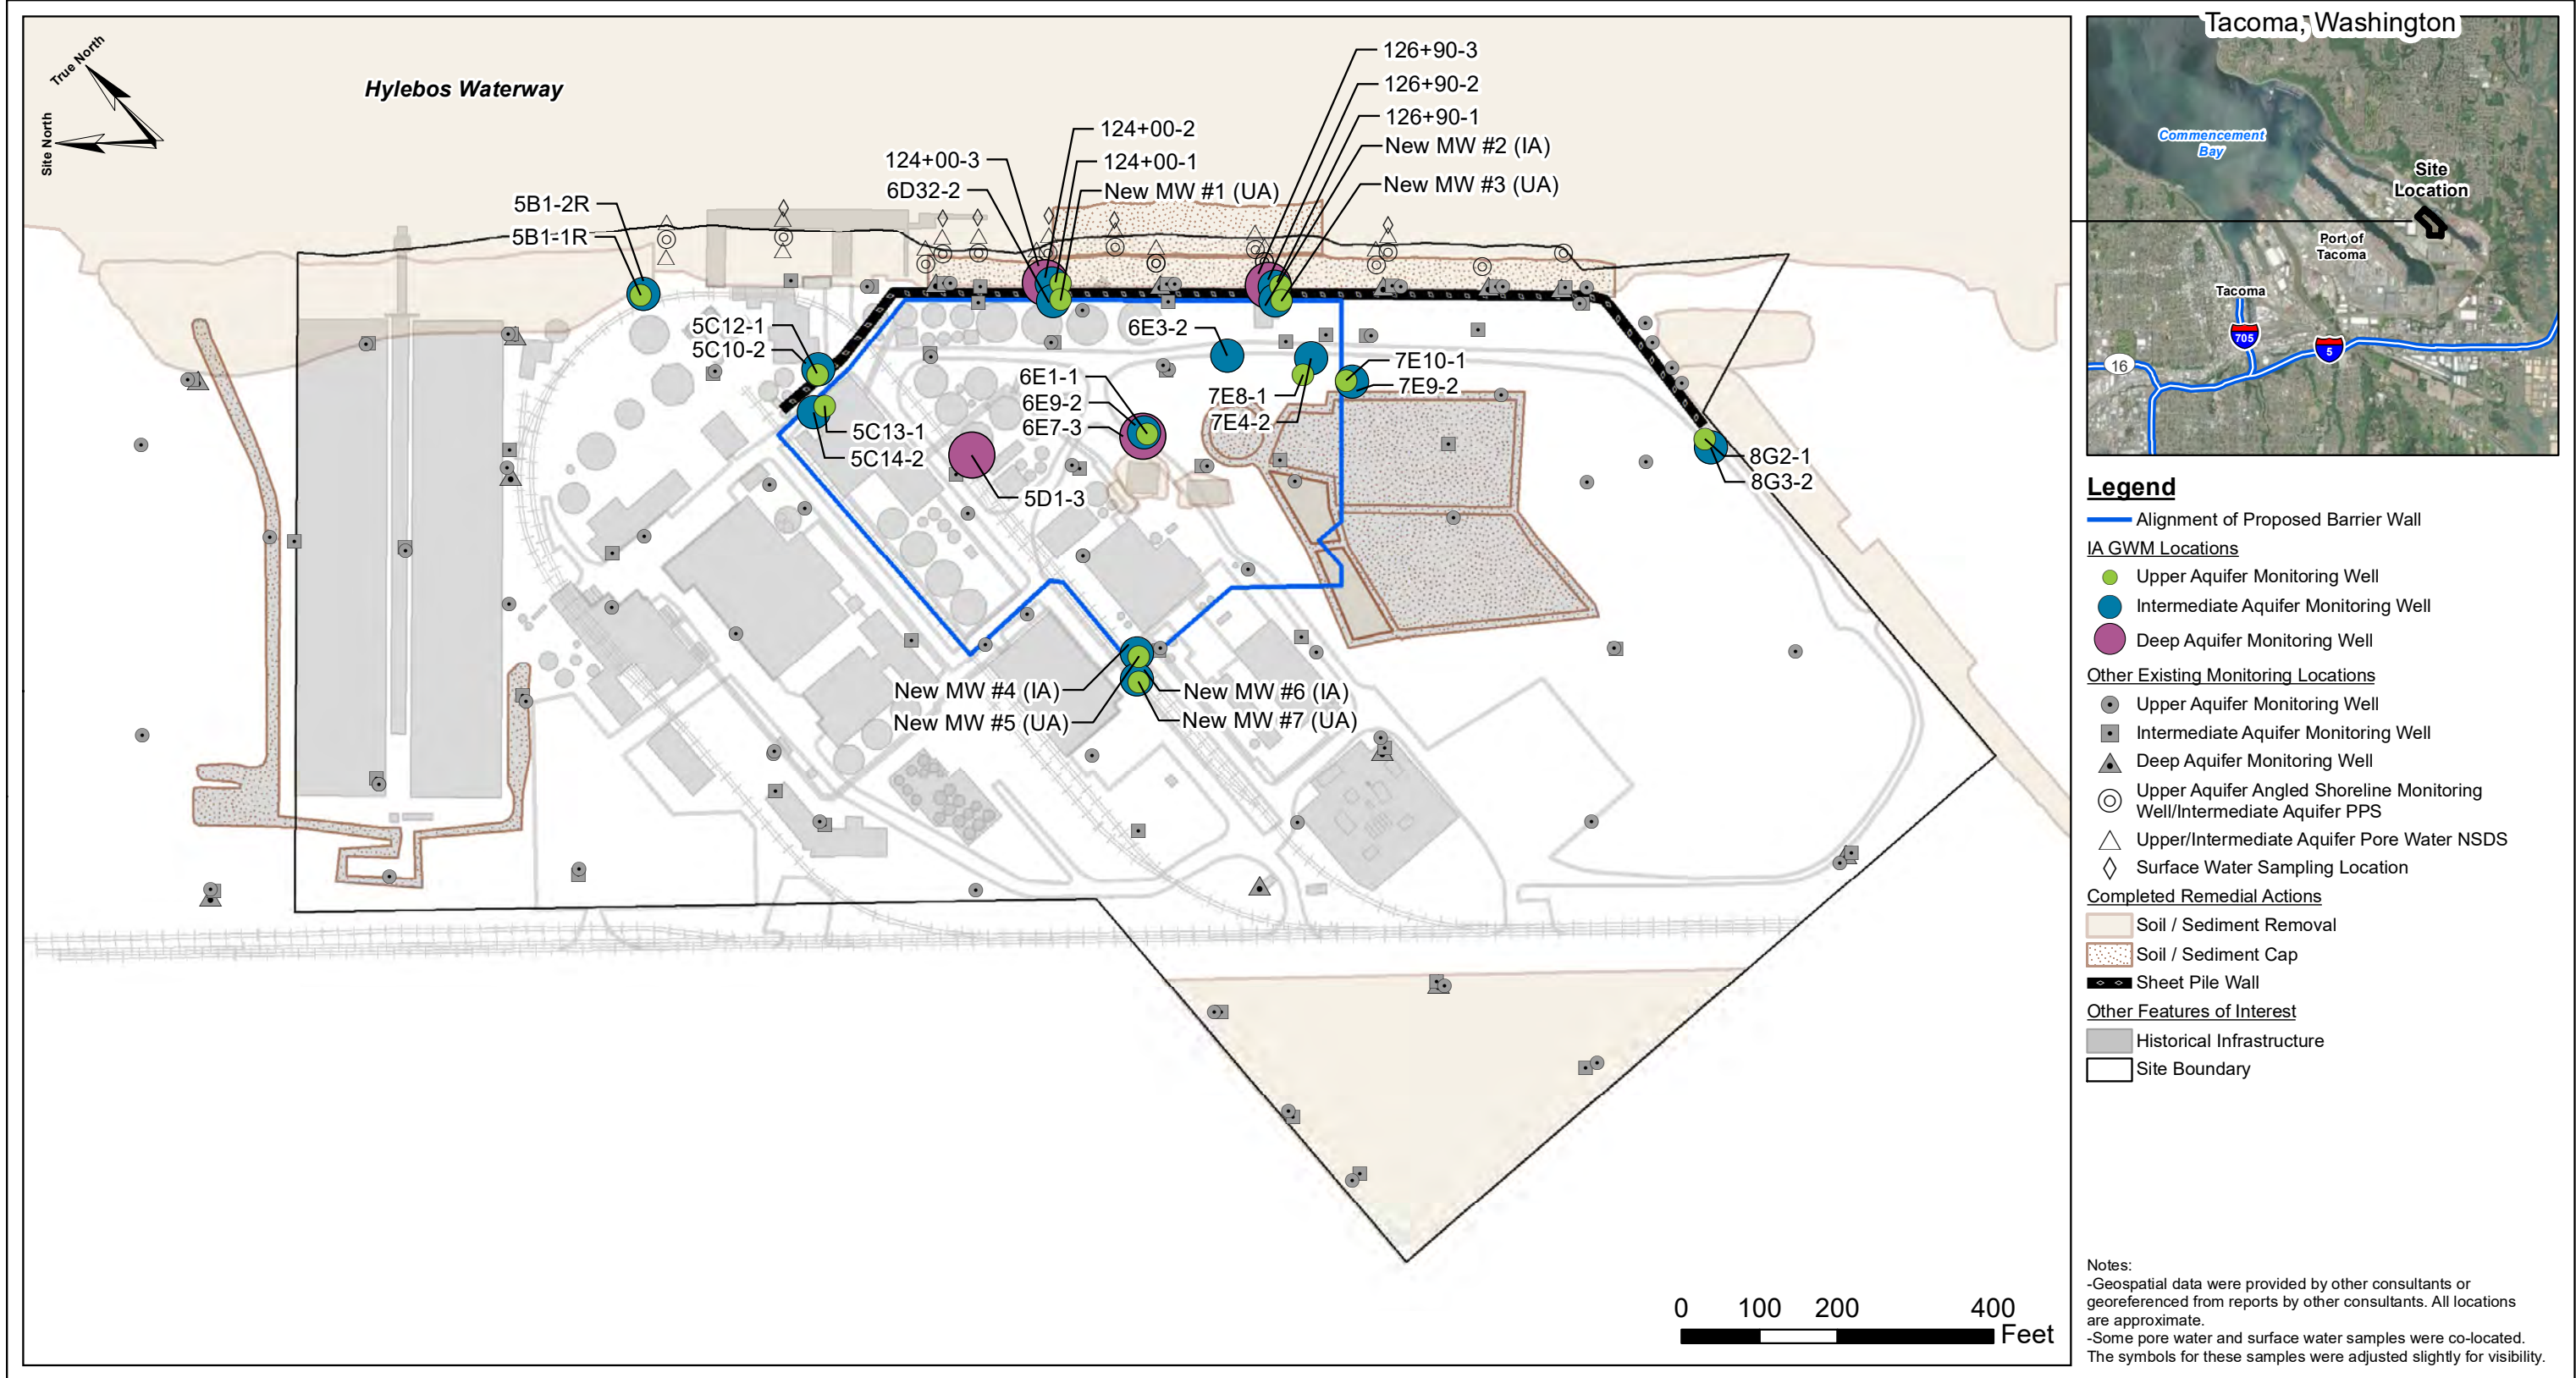 True North
Site North
Hylebos Waterway
126+90-3
126+90-2
126+90-1
New MW #2 (IA)
New MW #3 (UA)
124+00-2
124+00-3
124+00-1
6D32-2
New MW #1 (UA)
5B1-2R
5B1-1R
5C12-1
5C10-2
6E3-2
7E10-1
7E9-2
6E1-1
6E9-2
6E7-3
7E8-1
7E4-2
5C13-1
5C14-2
5D1-3
8G2-1
8G3-2
New MW #4 (IA)
New MW #5 (UA)
New MW #6 (IA)
New MW #7 (UA)
0 100 200 400
Feet
Tacoma, Washington
Commencement
Bay
Site
Location
Port of
Tacoma
Tacoma
705
5
16
Legend
Alignment of Proposed Barrier Wall
IA GWM Locations
Upper Aquifer Monitoring Well
Intermediate Aquifer Monitoring Well
Deep Aquifer Monitoring Well
Other Existing Monitoring Locations
Upper Aquifer Monitoring Well
Intermediate Aquifer Monitoring Well
Deep Aquifer Monitoring Well
Upper Aquifer Angled Shoreline Monitoring
Well/Intermediate Aquifer PPS
Upper/Intermediate Aquifer Pore Water NSDS
Surface Water Sampling Location
Completed Remedial Actions
Soil / Sediment Removal
Soil / Sediment Cap
Sheet Pile Wall
Other Features of Interest
Historical Infrastructure
Site Boundary
Notes:
-Geospatial data were provided by other consultants or
georeferenced from reports by other consultants. All locations
are approximate.
-Some pore water and surface water samples were co-located.
The symbols for these samples were adjusted slightly for visibility.